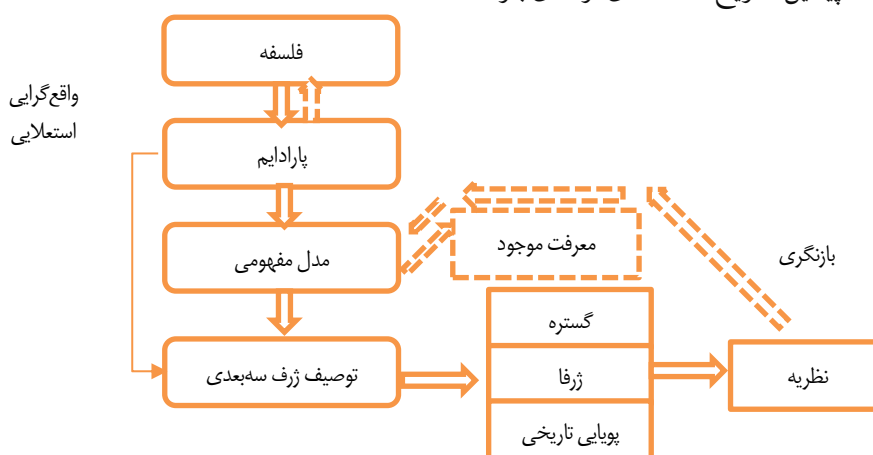 فلسفه
واقع‌گرایی
استعلایی
پارادایم
معرفت موجود
بازنگری
مدل مفهومی
گستره
توصیف ژرف سه‌بعدی
ژرفا
نظریه
پویایی تاریخی